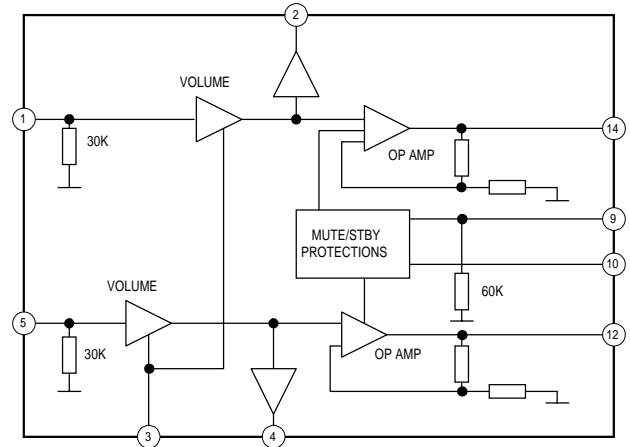 2
VOLUME
1
30K
14
OP AMP
MUTE/STBY
PROTECTIONS
9
10
60K
VOLUME
5
30K
12
OP AMP
3
4